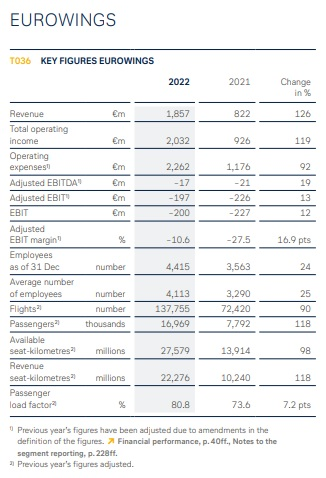 EUROWINGS
T036 KEY FIGURES EUROWINGS
2022 2021 Change
in %
Revenue €m 1,857 822 126
Total operating
income €m 2,032 926 119
Operating
expenses¹⁾ €m 2,262 1,176 92
Adjusted EBITDA¹⁾ €m –17 –21 19
Adjusted EBIT¹⁾ €m –197 –226 13
EBIT €m –200 –227 12
Adjusted
EBIT margin¹⁾ % –10.6 –27.5 16.9 pts
Employees
as of 31 Dec number 4,415 3,563 24
Average number
of employees number 4,113 3,290 25
Flights²⁾ number 137,755 72,420 90
Passengers²⁾ thousands 16,969 7,792 118
Available
seat-kilometres²⁾ millions 27,579 13,914 98
Revenue
seat-kilometres²⁾ millions 22,276 10,240 118
Passenger
load factor²⁾ % 80.8 73.6 7.2 pts
¹⁾ Previous year's figures have been adjusted due to amendments in the
definition of the figures. ↗ Financial performance, p. 40ff., Notes to the
segment reporting, p. 228ff.
²⁾ Previous year's figures adjusted.